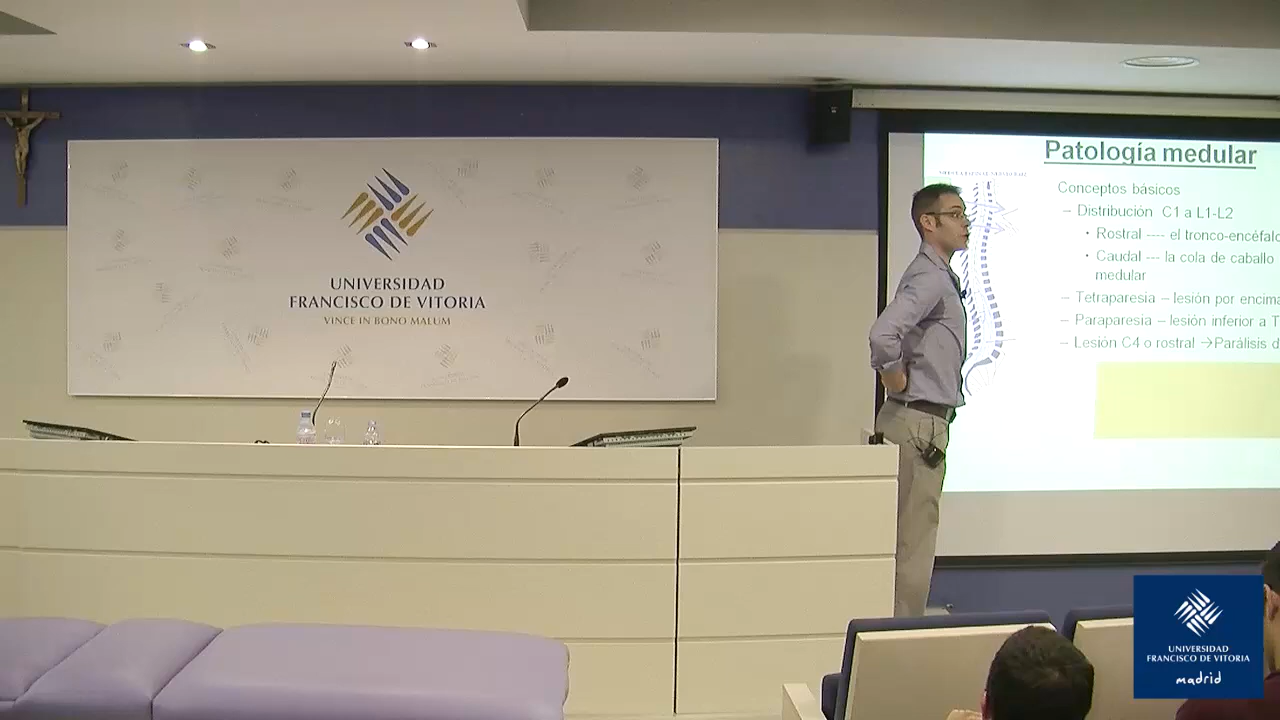 UNIVERSIDAD
FRANCISCO DE VITORIA
VINCE IN BONO MALUM
Patología medular
Conceptos básicos
– Distribución C1 a L1-L2
• Rostral ---- el tronco-encéfalo
• Caudal --- la cola de caballo
medular
– Tetraparesia – lesión por encima
– Paraparesia – lesión inferior a T
– Lesión C4 o rostral →Parálisis d
UNIVERSIDAD
FRANCISCO DE VITORIA
madrid